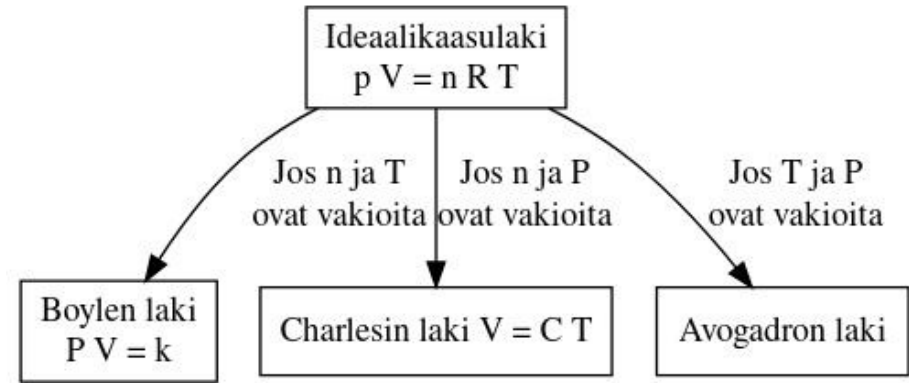 Ideaalikaasulaki
p V = n R T
Jos n ja T
ovat vakioita
Jos n ja P
ovat vakioita
Jos T ja P
ovat vakioita
Boylen laki
P V = k
Charlesin laki V = C T
Avogadron laki